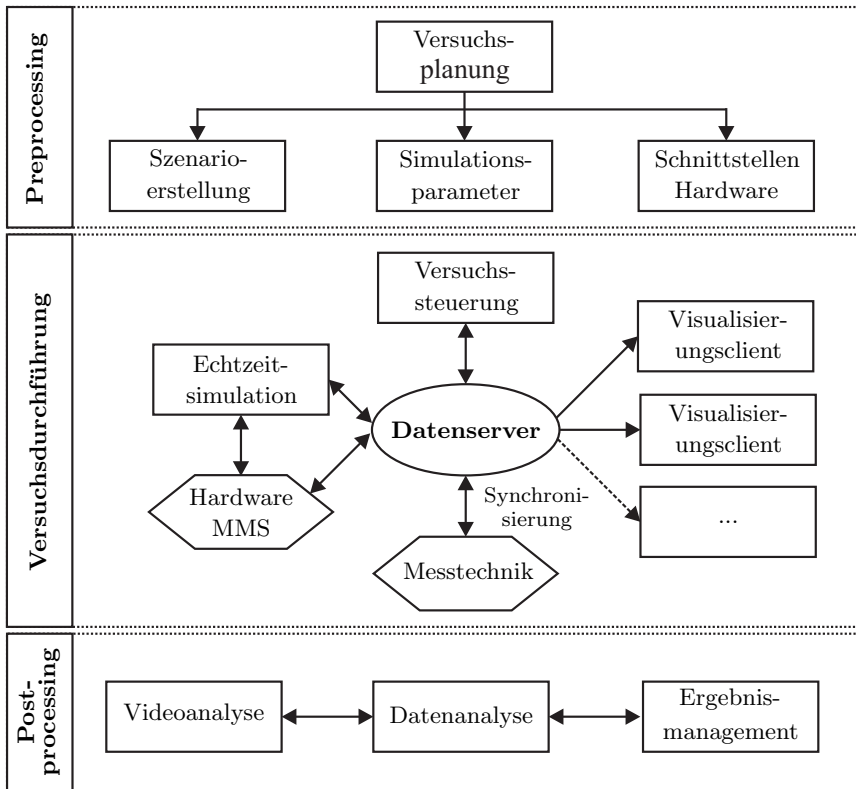 Preprocessing
Versuchs-
planung
Szenario-
erstellung
Simulations-
parameter
Schnittstellen
Hardware
Versuchsdurchführung
Versuchs-
steuerung
Echtzeit-
simulation
Hardware
MMS
Datenserver
Synchroni-
sierung
Messtechnik
Visualisier-
ungsclient
Visualisier-
ungsclient
...
Post-
processing
Videoanalyse
Datenanalyse
Ergebnis-
management